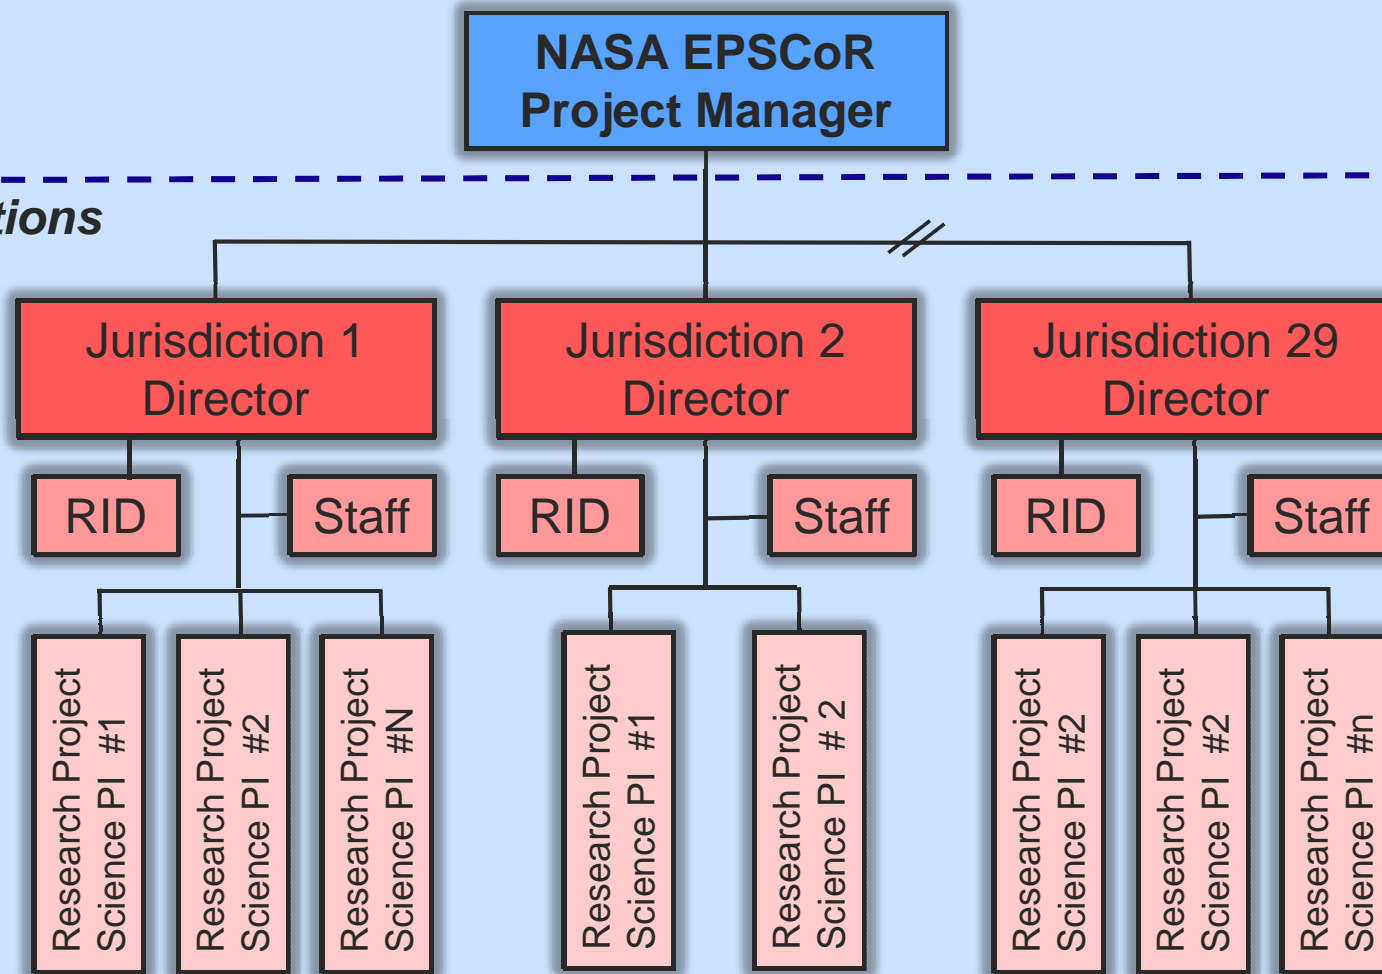 NASA EPSCoR
Project Manager
tions
Jurisdiction 1
Director
Jurisdiction 2
Director
Jurisdiction 29
Director
RID
Staff
RID
Staff
RID
Staff
Research Project
Science PI #1
Research Project
Science PI #2
Research Project
Science PI #N
Research Project
Science PI #1
Research Project
Science PI # 2
Research Project
Science PI #2
Research Project
Science PI #2
Research Project
Science PI #n